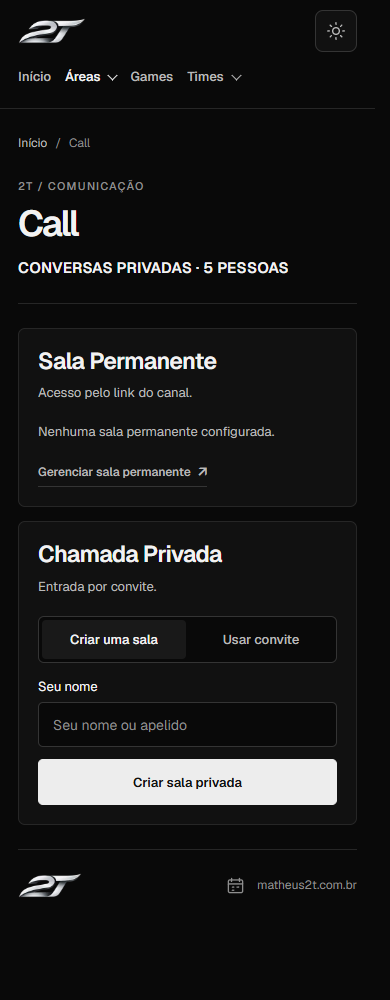 2T
Início Áreas Games Times
Início / Call
2T / COMUNICAÇÃO
Call
CONVERSAS PRIVADAS · 5 PESSOAS
Sala Permanente
Acesso pelo link do canal.
Nenhuma sala permanente configurada.
Gerenciar sala permanente
Chamada Privada
Entrada por convite.
Criar uma sala Usar convite
Seu nome
Seu nome ou apelido
Criar sala privada
2T matheus2t.com.br